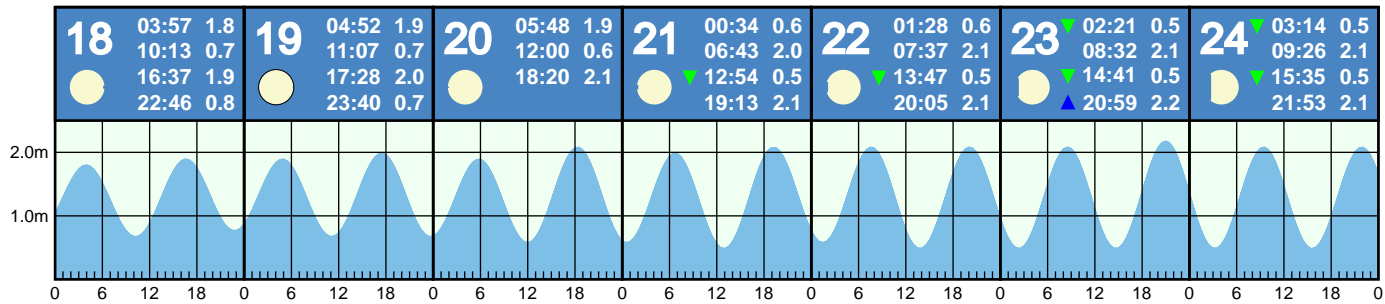 18
03:57 1.8
10:13 0.7
16:37 1.9
22:46 0.8
19
04:52 1.9
11:07 0.7
17:28 2.0
23:40 0.7
20
05:48 1.9
12:00 0.6
18:20 2.1
21
00:34 0.6
06:43 2.0
▼ 12:54 0.5
19:13 2.1
22
01:28 0.6
07:37 2.1
▼ 13:47 0.5
20:05 2.1
23
▼ 02:21 0.5
08:32 2.1
▼ 14:41 0.5
▲ 20:59 2.2
24
▼ 03:14 0.5
09:26 2.1
▼ 15:35 0.5
21:53 2.1
2.0m
1.0m
0 6 12 18 0 6 12 18 0 6 12 18 0 6 12 18 0 6 12 18 0 6 12 18 0 6 12 18 0